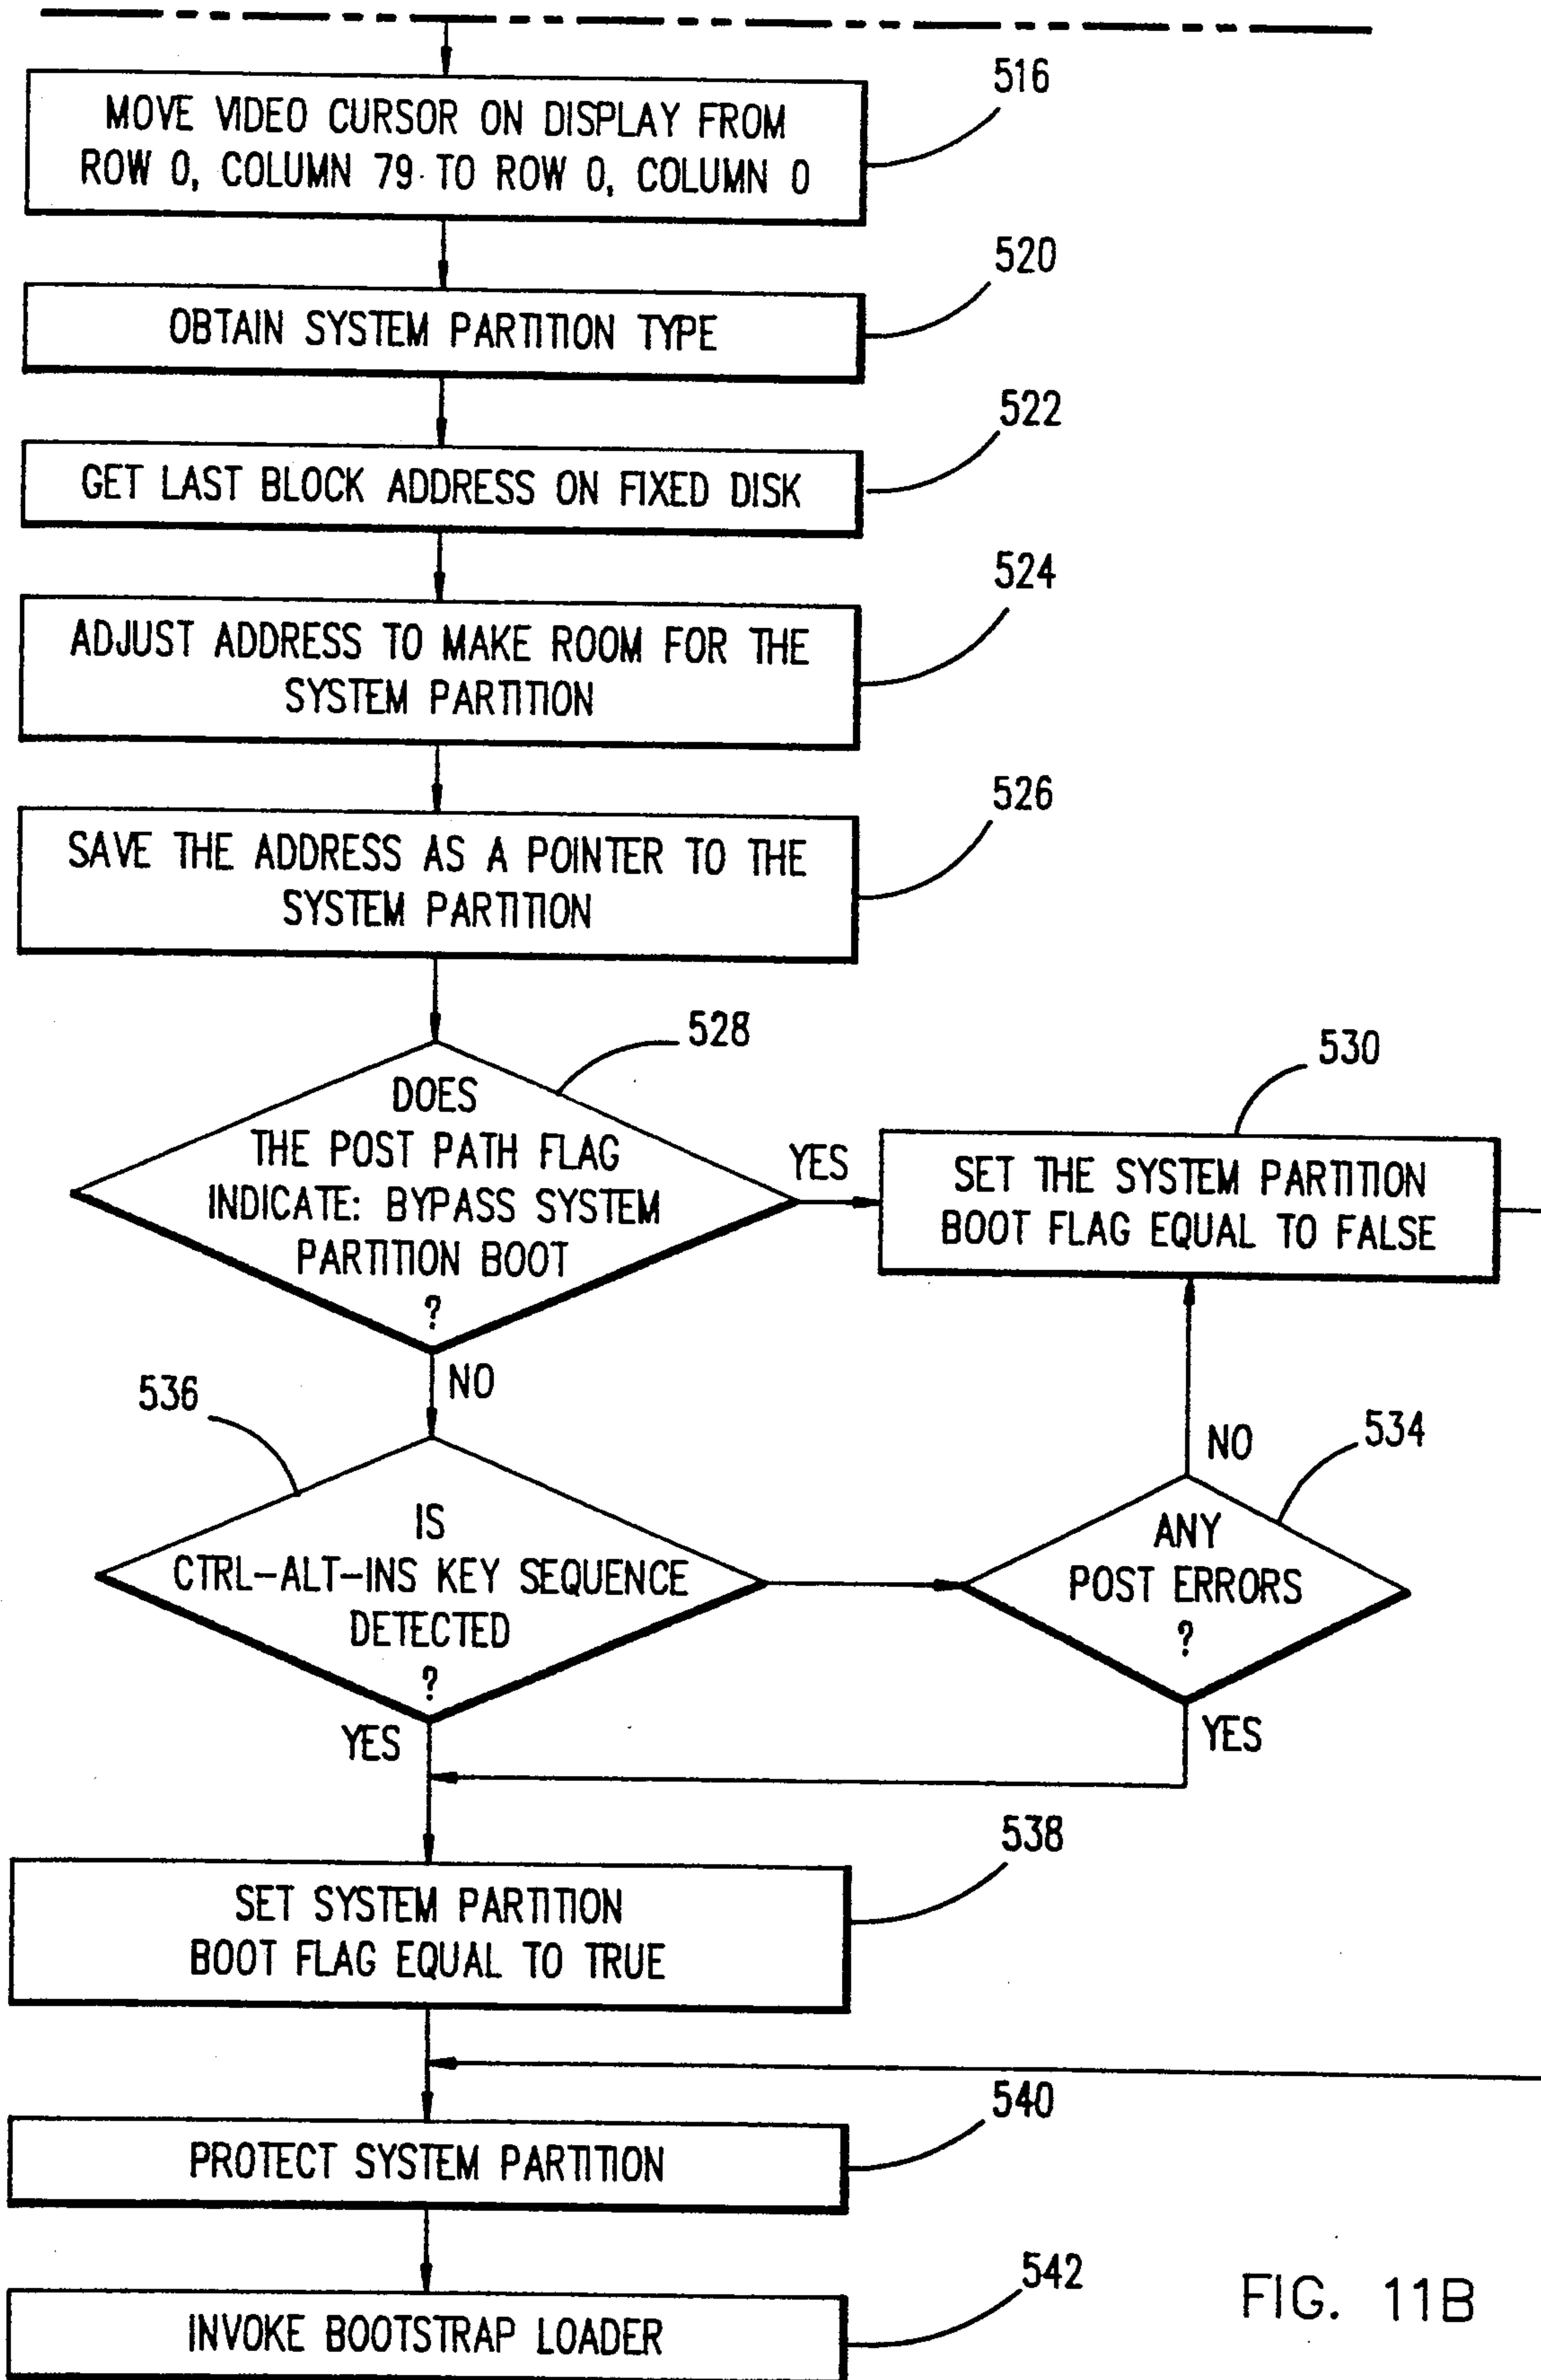 516
MOVE VIDEO CURSOR ON DISPLAY FROM
ROW 0, COLUMN 79 TO ROW 0, COLUMN 0
520
OBTAIN SYSTEM PARTITION TYPE
522
GET LAST BLOCK ADDRESS ON FIXED DISK
524
ADJUST ADDRESS TO MAKE ROOM FOR THE
SYSTEM PARTITION
526
SAVE THE ADDRESS AS A POINTER TO THE
SYSTEM PARTITION
528
DOES
THE POST PATH FLAG
INDICATE: BYPASS SYSTEM
PARTITION BOOT
?
YES
530
SET THE SYSTEM PARTITION
BOOT FLAG EQUAL TO FALSE
NO
536
IS
CTRL-ALT-INS KEY SEQUENCE
DETECTED
?
NO
534
ANY
POST ERRORS
?
YES
YES
538
SET SYSTEM PARTITION
BOOT FLAG EQUAL TO TRUE
540
PROTECT SYSTEM PARTITION
542
INVOKE BOOTSTRAP LOADER
FIG. 11B